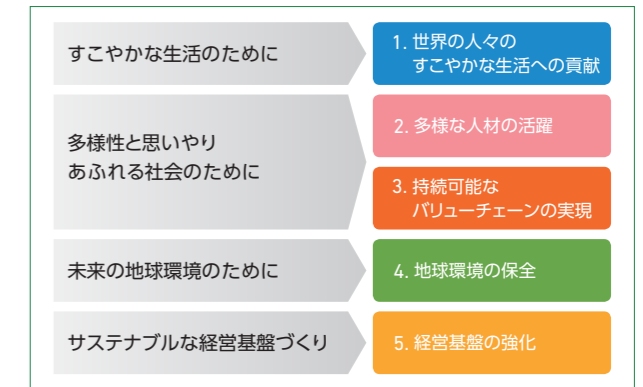 すこやかな生活のために
1. 世界の人々の
すこやかな生活への貢献
多様性と思いやり
あふれる社会のために
2. 多様な人材の活躍
3. 持続可能な
バリューチェーンの実現
未来の地球環境のために
4. 地球環境の保全
サステナブルな経営基盤づくり
5. 経営基盤の強化